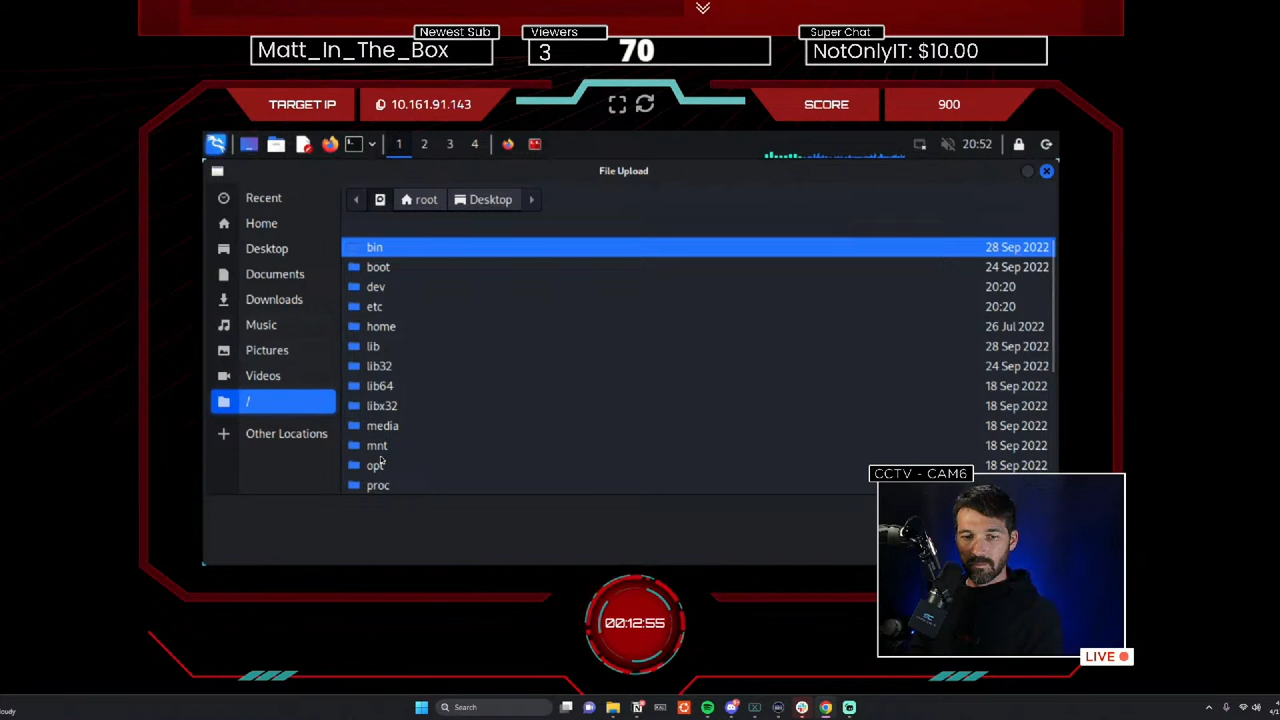 Newest Sub
Matt_In_The_Box
Viewers
3
70
Super Chat
NotOnlyIT: $10.00
TARGET IP
10.161.91.143
SCORE
900
1
2
3
4
20:52
File Upload
root
Desktop
Recent
Home
Desktop
Documents
Downloads
Music
Pictures
Videos
/
Other Locations
bin 28 Sep 2022
boot 24 Sep 2022
dev 20:20
etc 20:20
home 26 Jul 2022
lib 28 Sep 2022
lib32 24 Sep 2022
lib64 18 Sep 2022
libx32 18 Sep 2022
media 18 Sep 2022
mnt 18 Sep 2022
opt 18 Sep 2022
proc
CCTV - CAM6
00:12:55
LIVE
Search